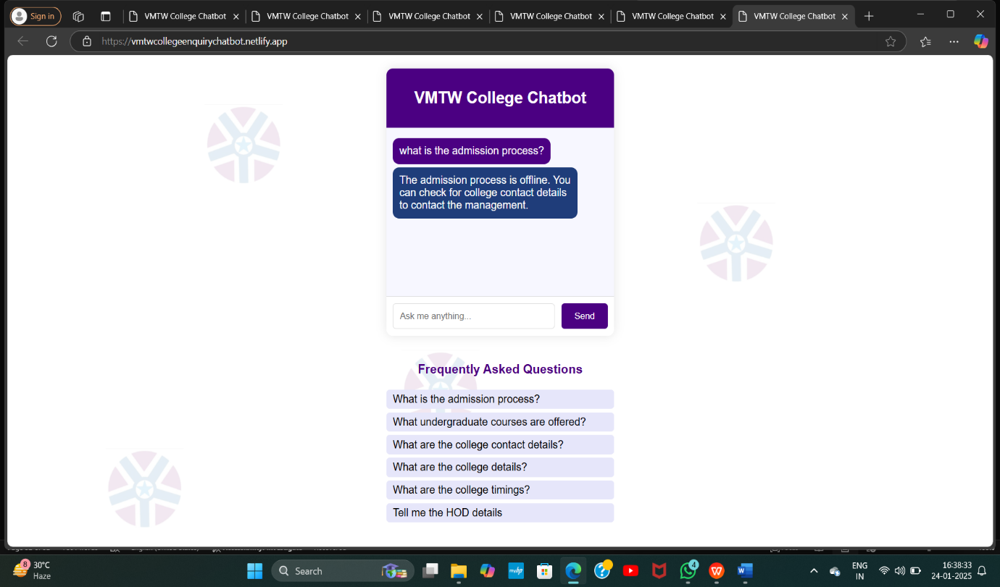 Sign in
VMTW College Chatbot
VMTW College Chatbot
VMTW College Chatbot
VMTW College Chatbot
VMTW College Chatbot
VMTW College Chatbot
https://vmtwcollegeenquirychatbot.netlify.app
VMTW College Chatbot
what is the admission process?
The admission process is offline. You
can check for college contact details
to contact the management.
Ask me anything...
Send
Frequently Asked Questions
What is the admission process?
What undergraduate courses are offered?
What are the college contact details?
What are the college details?
What are the college timings?
Tell me the HOD details
8
30°C
Haze
Search
myhp
4
W
W
ENG
IN
16:38:33
24-01-2025